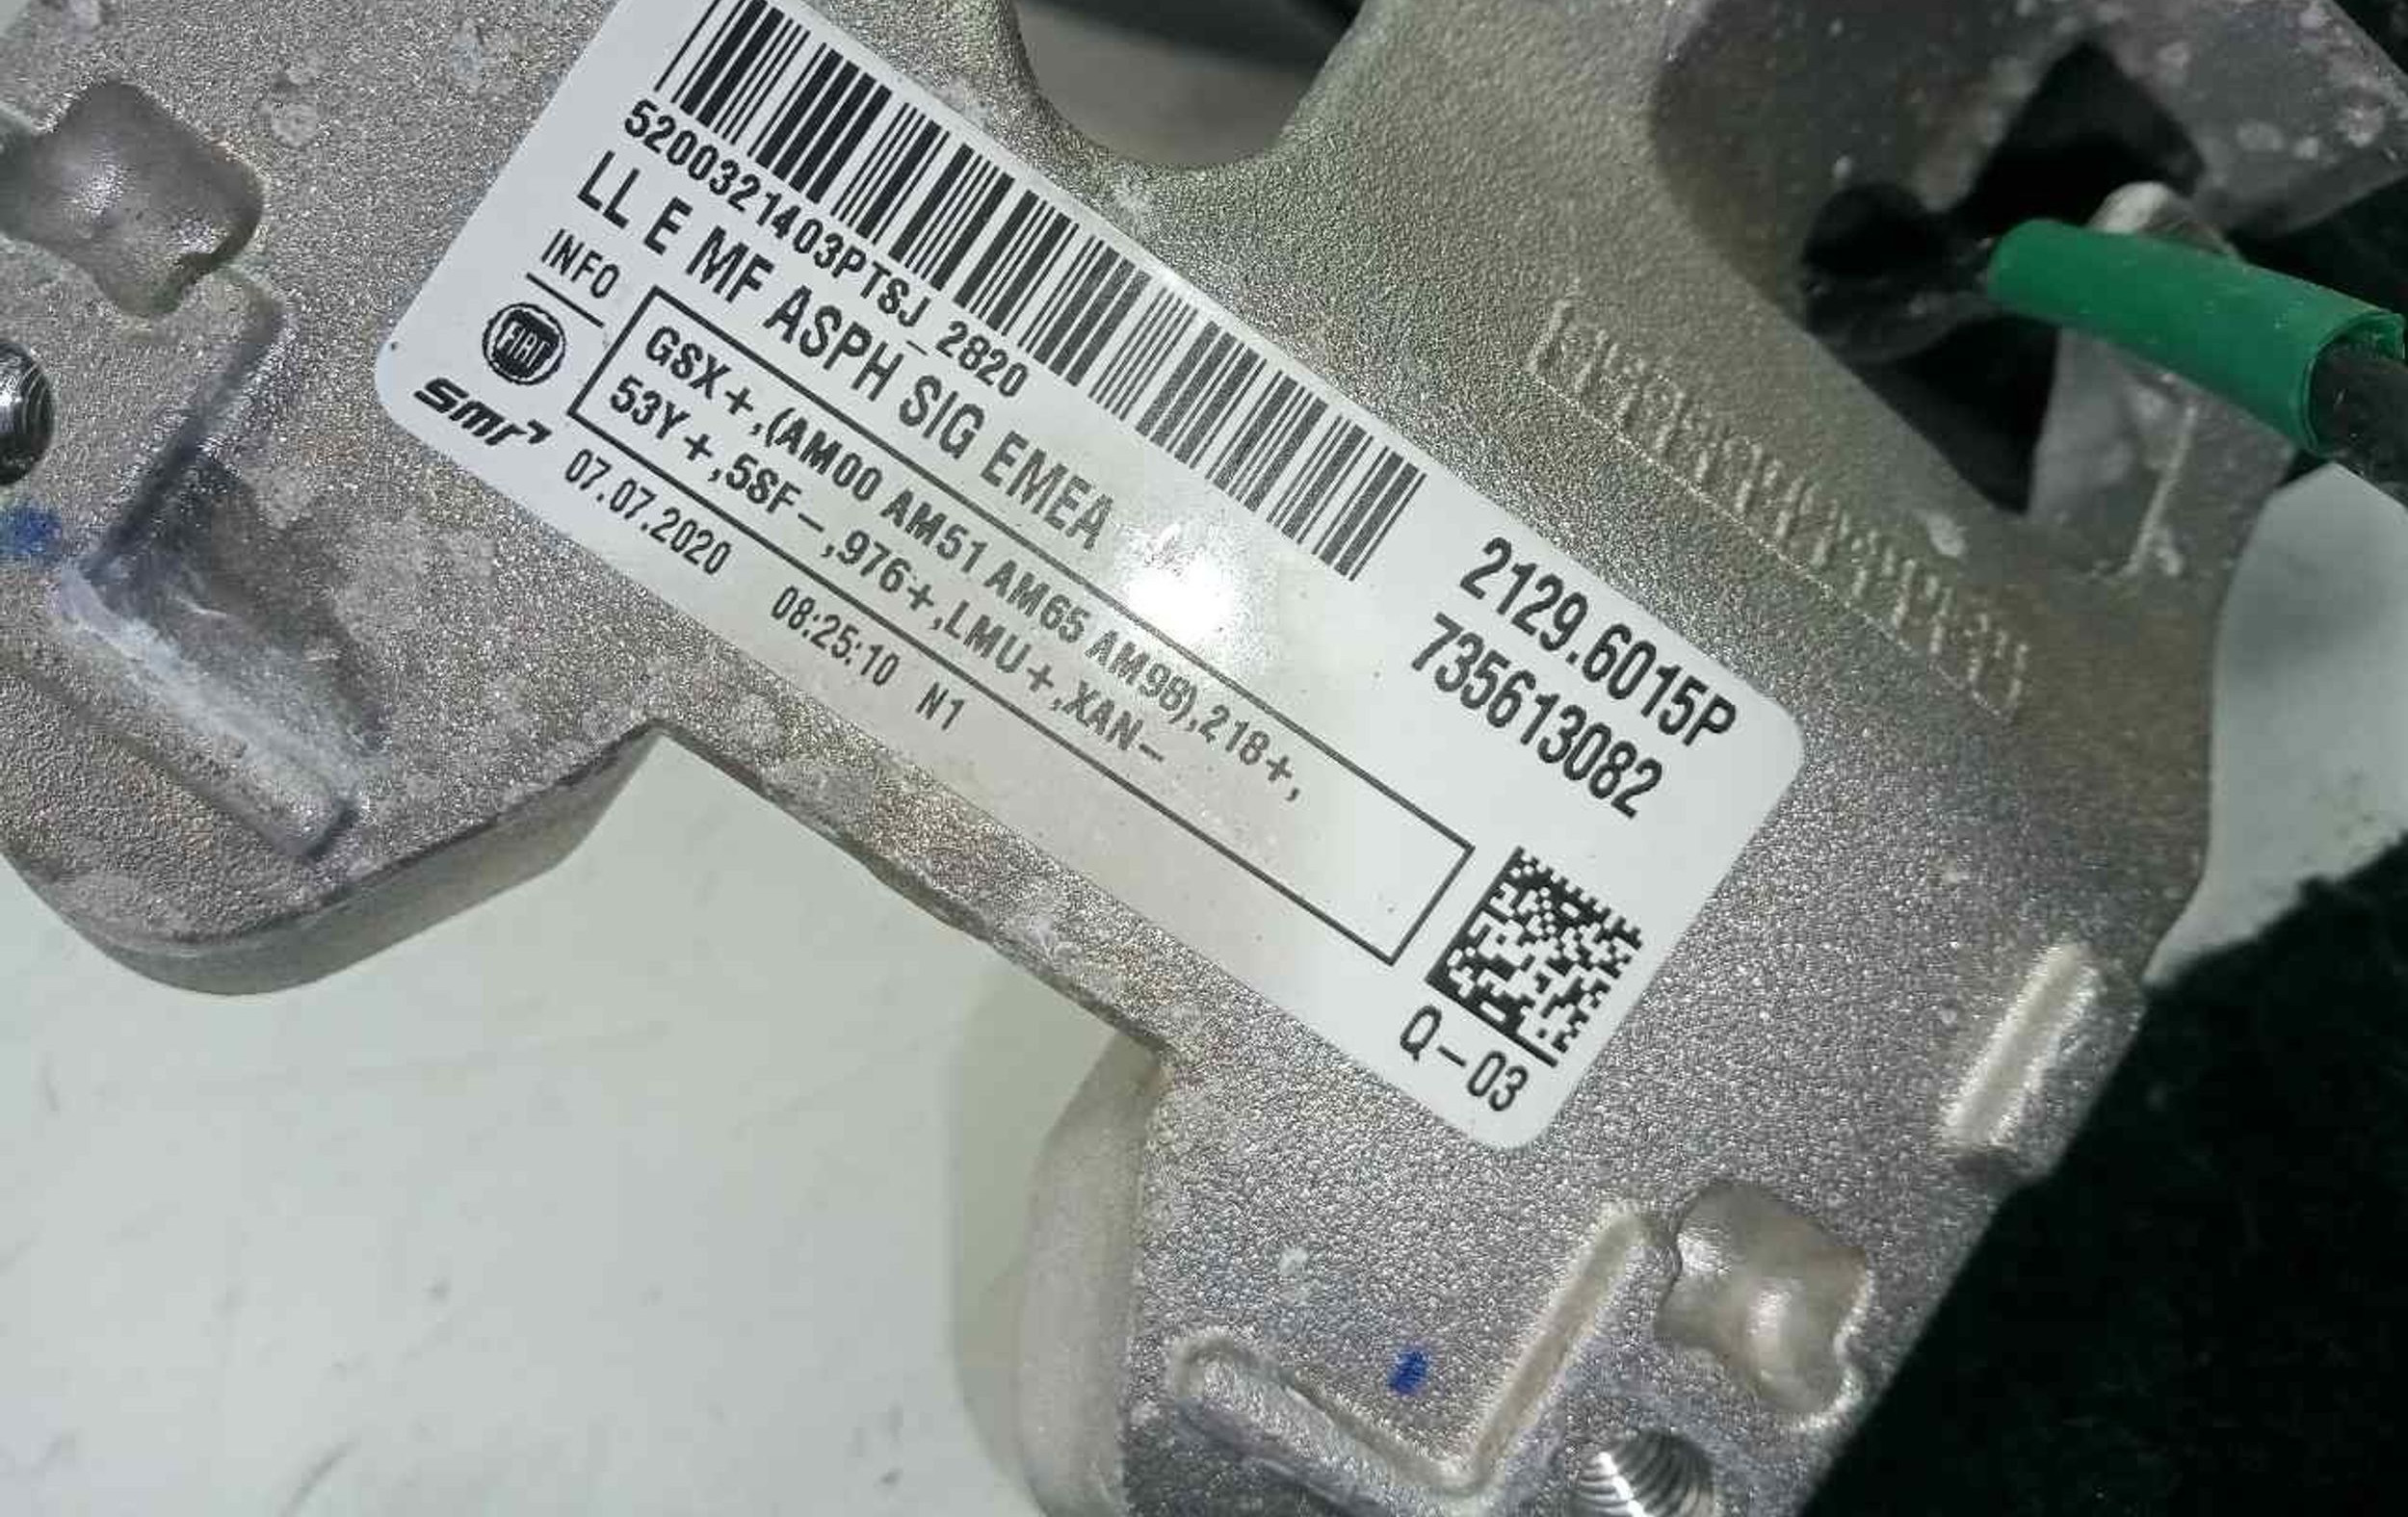 5200321403PTSJ_2820
LL E MF ASPH SIG EMEA
2129.6015P
735613082
INFO
GSX+,(AM00 AM51 AM65 AM98),218+,
53Y+,5SF-,976+,LMU+,XAN-
FIAT
smr
07.07.2020 08:25:10 N1
Q-03